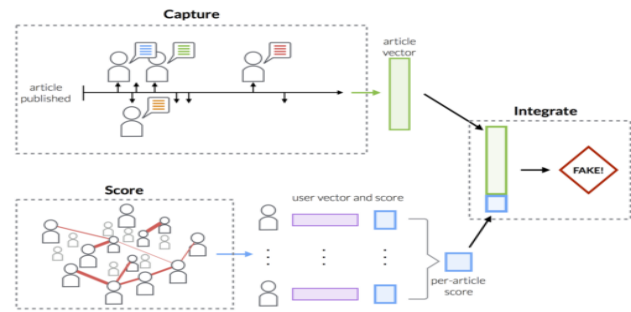 Capture
article
published
article
vector
Integrate
FAKE!
Score
user vector and score
per-article
score